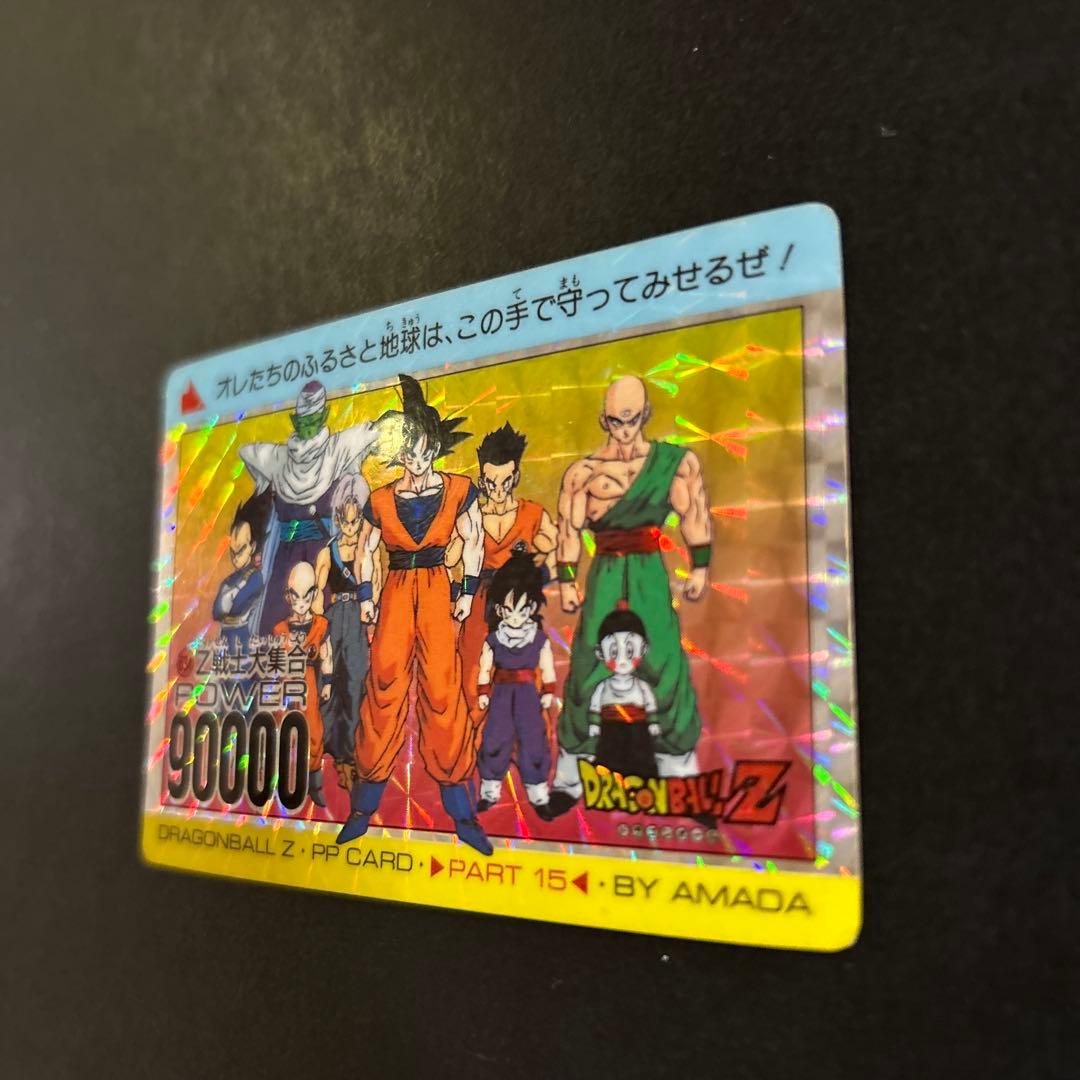 オレたちのふるさと地球は、この手で守ってみせるぜ!
Z戦士大集合
POWER
90000
DRAGONBALL Z
DRAGONBALL Z・PP CARD・▶PART 15◀・BY AMADA